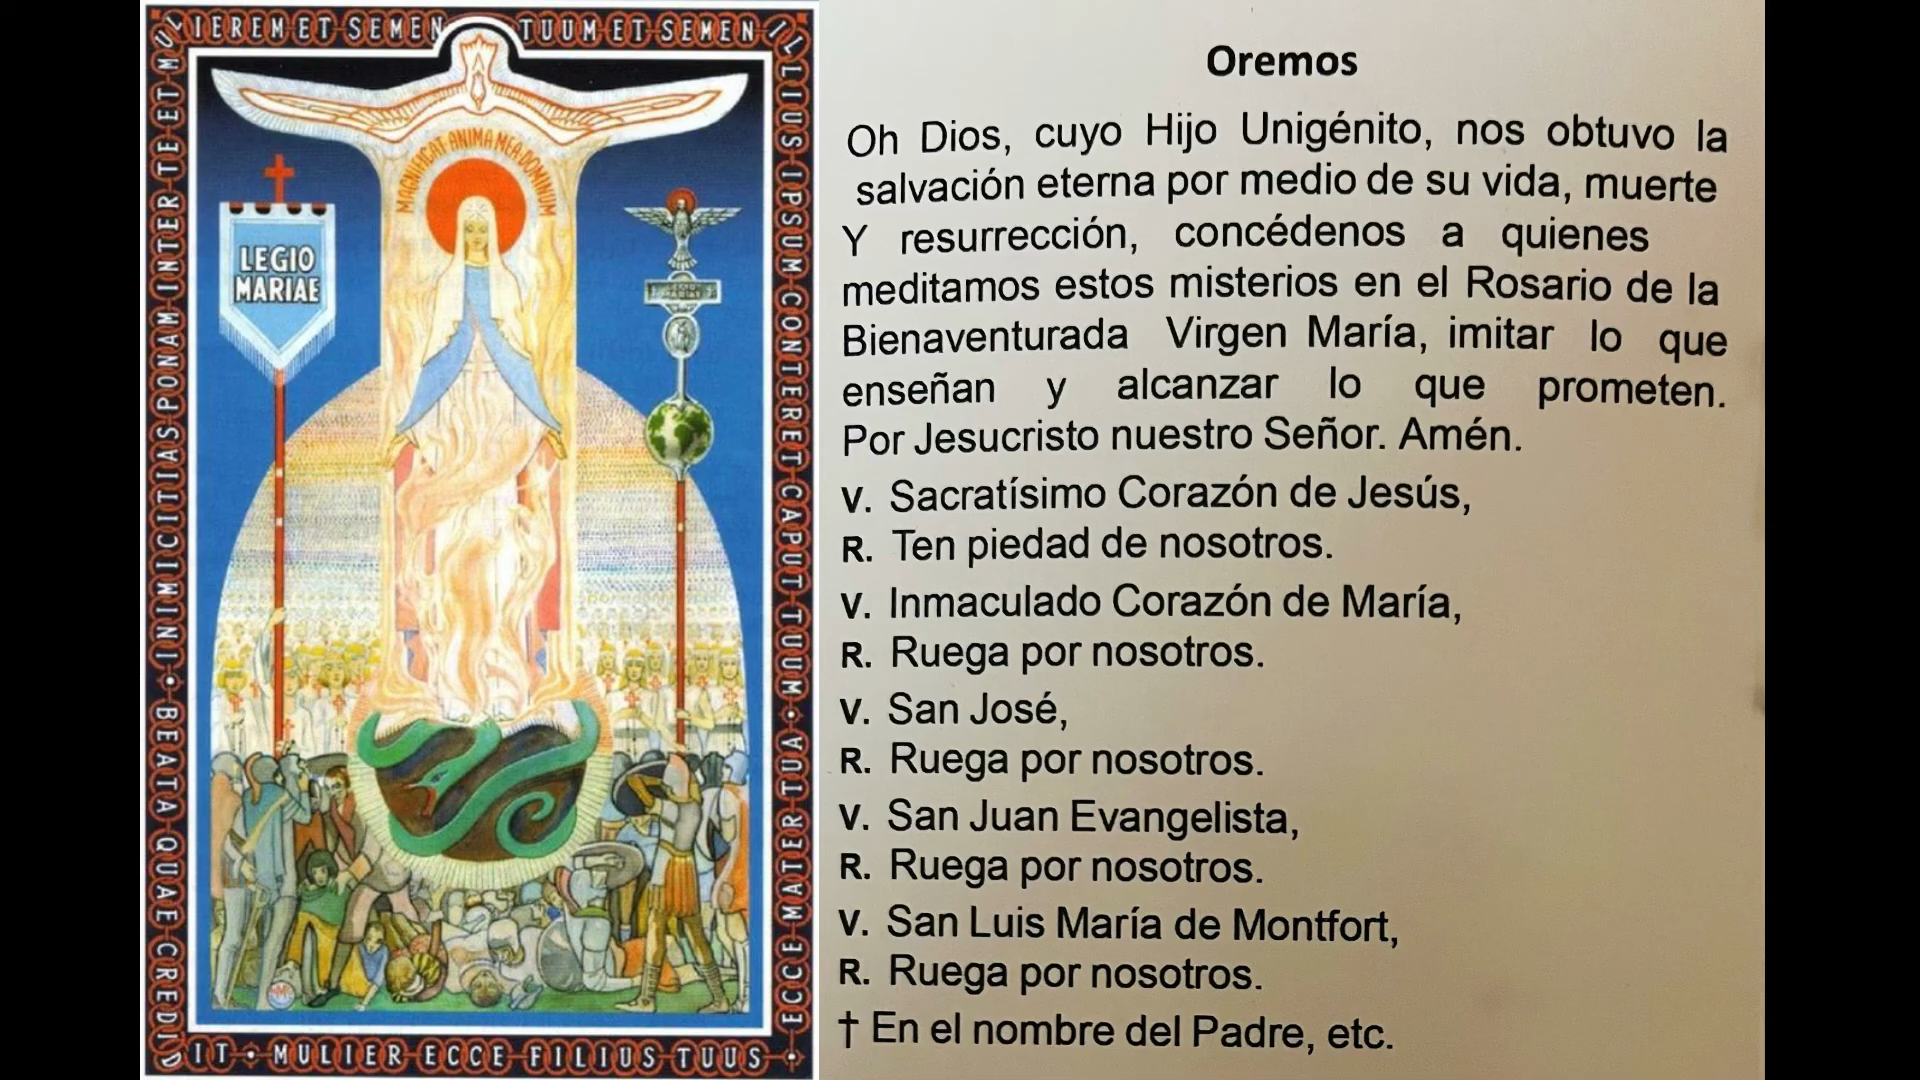 INIMICITIAS PONAM INTER TE ET MULIEREM ET SEMEN TUUM ET SEMEN ILLIUS IPSUM CONTERET CAPUT TUUM
ECCE MATER TUA
MULIER ECCE FILIUS TUUS
BEATA QUAE CREDIDIT
MAGNIFICAT ANIMA MEA DOMINUM
LEGIO
MARIAE
Oremos
Oh Dios, cuyo Hijo Unigénito, nos obtuvo la
salvación eterna por medio de su vida, muerte
Y resurrección, concédenos a quienes
meditamos estos misterios en el Rosario de la
Bienaventurada Virgen María, imitar lo que
enseñan y alcanzar lo que prometen.
Por Jesucristo nuestro Señor. Amén.
V. Sacratísimo Corazón de Jesús,
R. Ten piedad de nosotros.
V. Inmaculado Corazón de María,
R. Ruega por nosotros.
V. San José,
R. Ruega por nosotros.
V. San Juan Evangelista,
R. Ruega por nosotros.
V. San Luis María de Montfort,
R. Ruega por nosotros.
† En el nombre del Padre, etc.